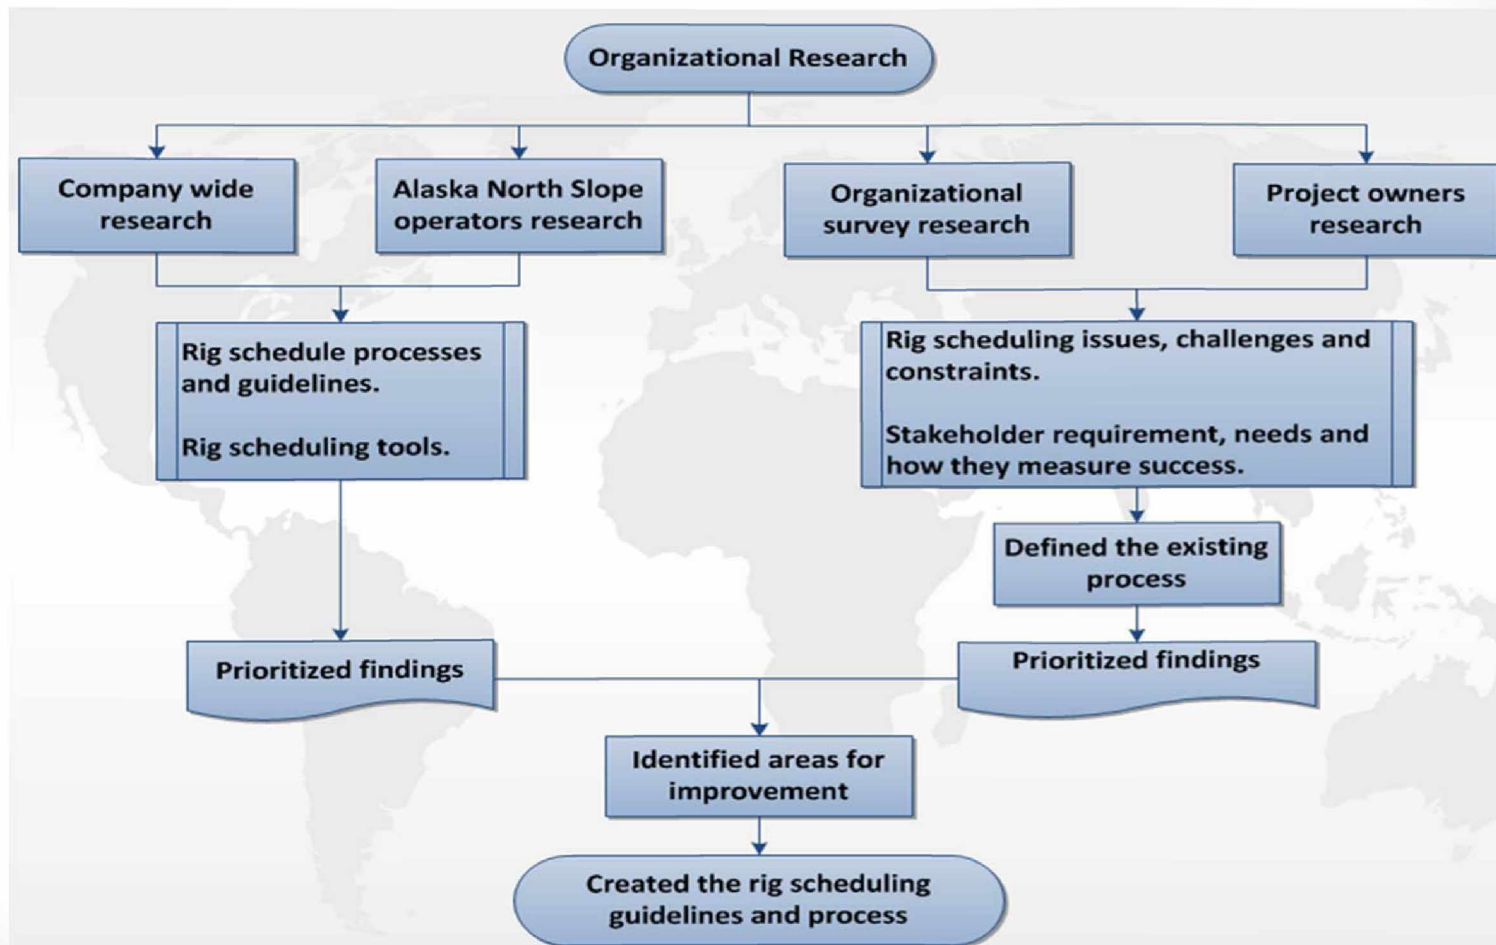 Organizational Research
Company wide
research
Alaska North Slope
operators research
Organizational
survey research
Project owners
research
Rig schedule processes
and guidelines.
Rig scheduling tools.
Rig scheduling issues, challenges and
constraints.
Stakeholder requirement, needs and
how they measure success.
Defined the existing
process
Prioritized findings
Prioritized findings
Identified areas for
improvement
Created the rig scheduling
guidelines and process